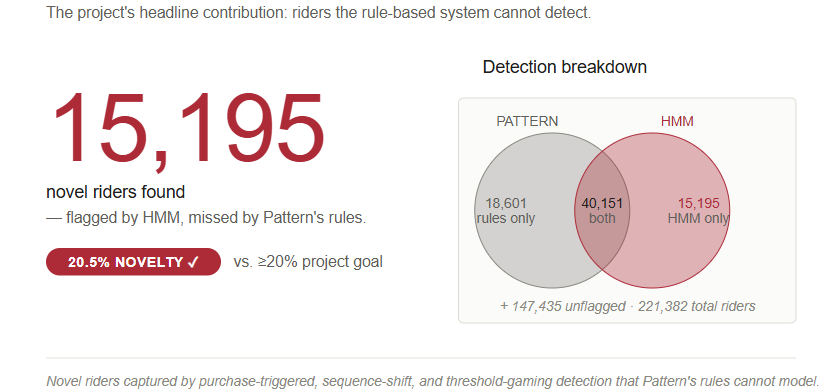 The project's headline contribution: riders the rule-based system cannot detect.
15,195
novel riders found
— flagged by HMM, missed by Pattern's rules.
20.5% NOVELTY ✓ vs. ≥20% project goal
Detection breakdown
PATTERN HMM
18,601 40,151 15,195
rules only both HMM only
+ 147,435 unflagged · 221,382 total riders
Novel riders captured by purchase-triggered, sequence-shift, and threshold-gaming detection that Pattern's rules cannot model.